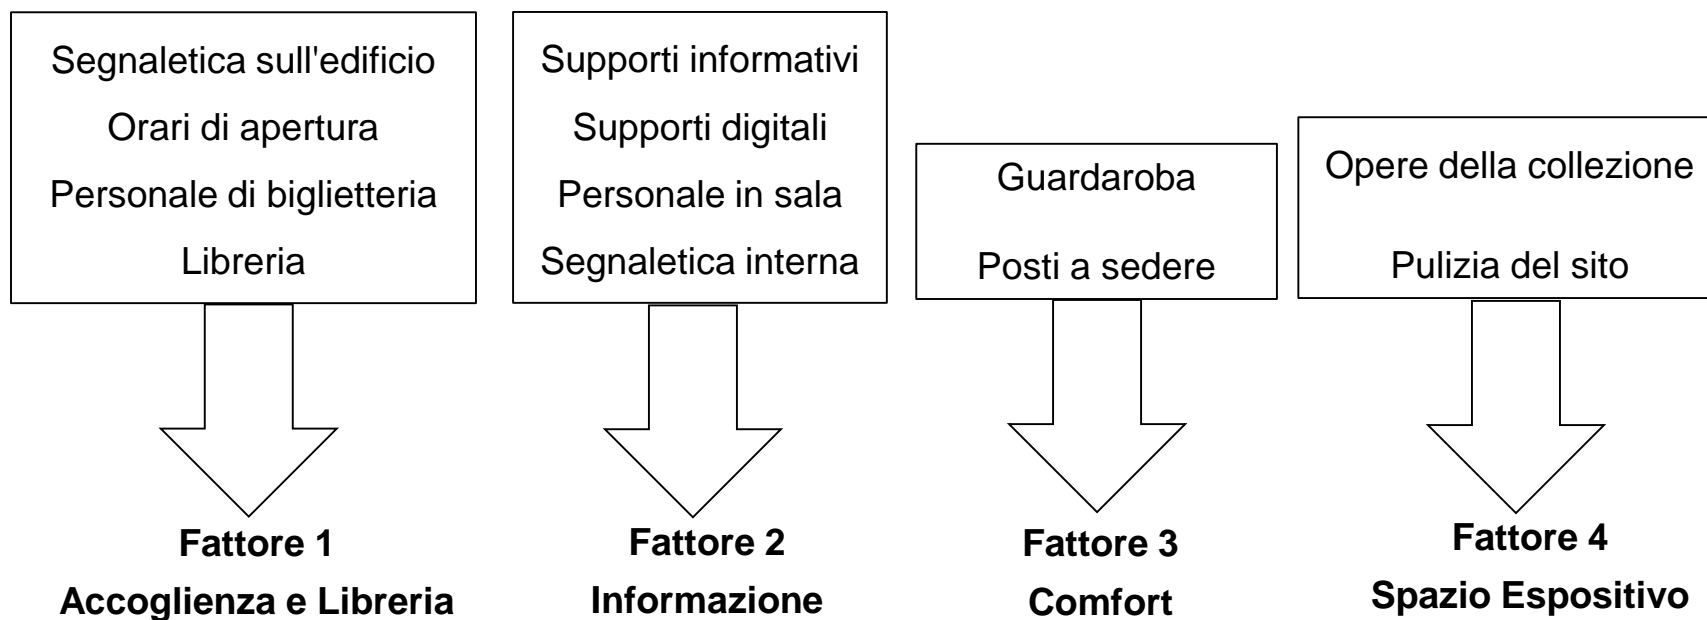 Segnaletica sull'edificio
Orari di apertura
Personale di biglietteria
Libreria
Fattore 1
Accoglienza e Libreria
Supporti informativi
Supporti digitali
Personale in sala
Segnaletica interna
Fattore 2
Informazione
Guardaroba
Posti a sedere
Fattore 3
Comfort
Opere della collezione
Pulizia del sito
Fattore 4
Spazio Espositivo